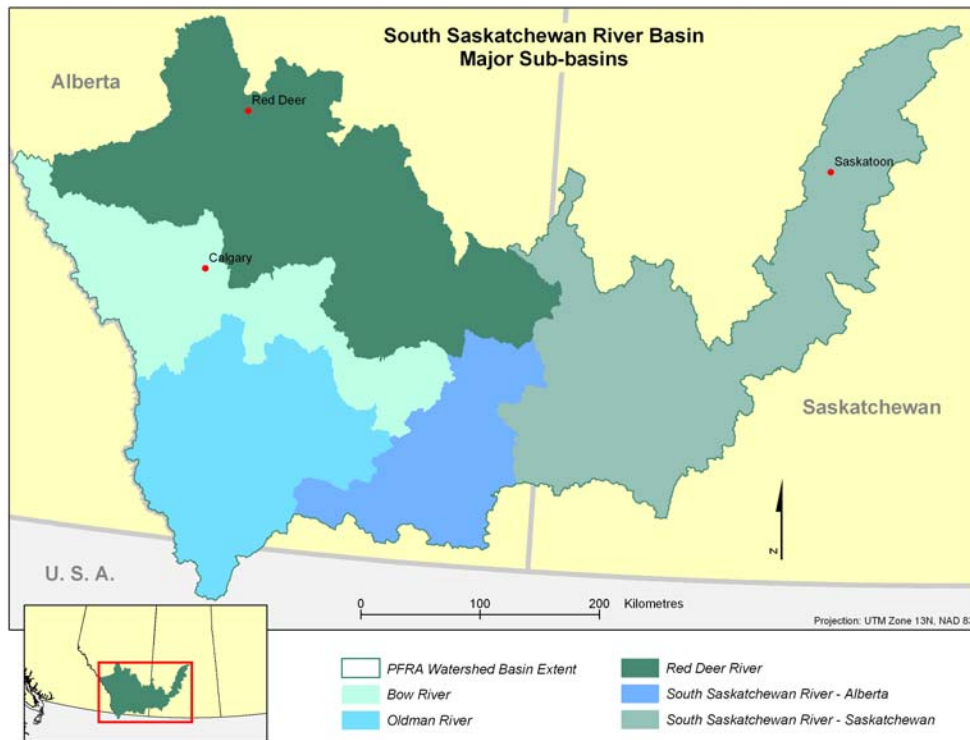 South Saskatchewan River Basin
Major Sub-basins
Alberta
Red Deer
Saskatoon
Calgary
Saskatchewan
N
U. S. A.
0 100 200 Kilometres
Projection: UTM Zone 13N, NAD 83
PFRA Watershed Basin Extent
Bow River
Oldman River
Red Deer River
South Saskatchewan River - Alberta
South Saskatchewan River - Saskatchewan